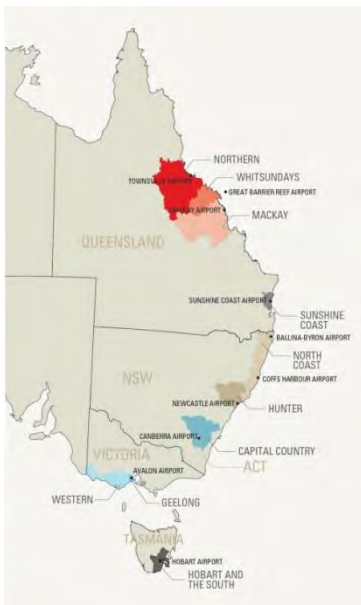 NORTHERN
TOWNSVILLE AIRPORT
WHITSUNDAYS
GREAT BARRIER REEF AIRPORT
MACKAY AIRPORT
MACKAY
QUEENSLAND
SUNSHINE COAST AIRPORT
SUNSHINE
COAST
BALLINA-BYRON AIRPORT
NORTH
COAST
NSW
COFFS HARBOUR AIRPORT
NEWCASTLE AIRPORT
HUNTER
CANBERRA AIRPORT
CAPITAL COUNTRY
VICTORIA
ACT
AVALON AIRPORT
WESTERN
GEELONG
TASMANIA
HOBART AIRPORT
HOBART AND
THE SOUTH